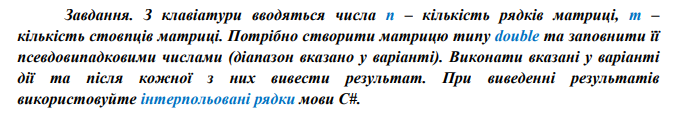 Завдання. З клавіатури вводяться числа n – кількість рядків матриці, m –
кількість стовпців матриці. Потрібно створити матрицю типу double та заповнити її
псевдовипадковими числами (діапазон вказано у варіанті). Виконати вказані у варіанті
дії та після кожної з них вивести результат. При виведенні результатів
використовуйте інтерпольовані рядки мови C#.